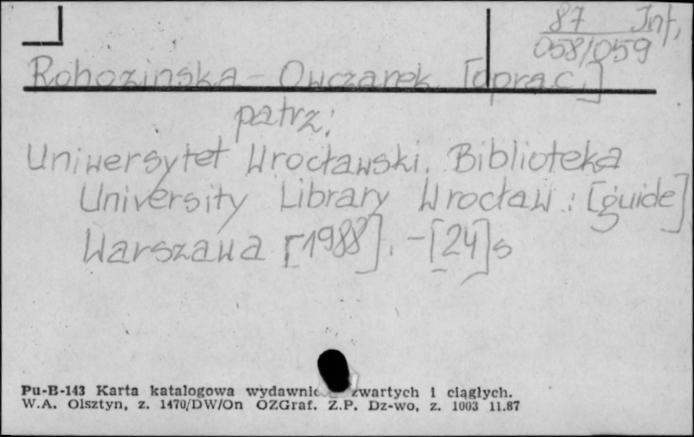 87 Inf,
058/059
Rohozińska-Owczarek [oprac.]
patrz:
Uniwersytet Wrocławski. Biblioteka
University Library Wrocław : [guide]
Warszawa [1988]. - [24]s
Pu-B-143 Karta katalogowa wydawnic zwartych i ciągłych.
W.A. Olsztyn, z. 1470/DW/On OZGraf. Z.P. Dz-wo, z. 1003 11.87